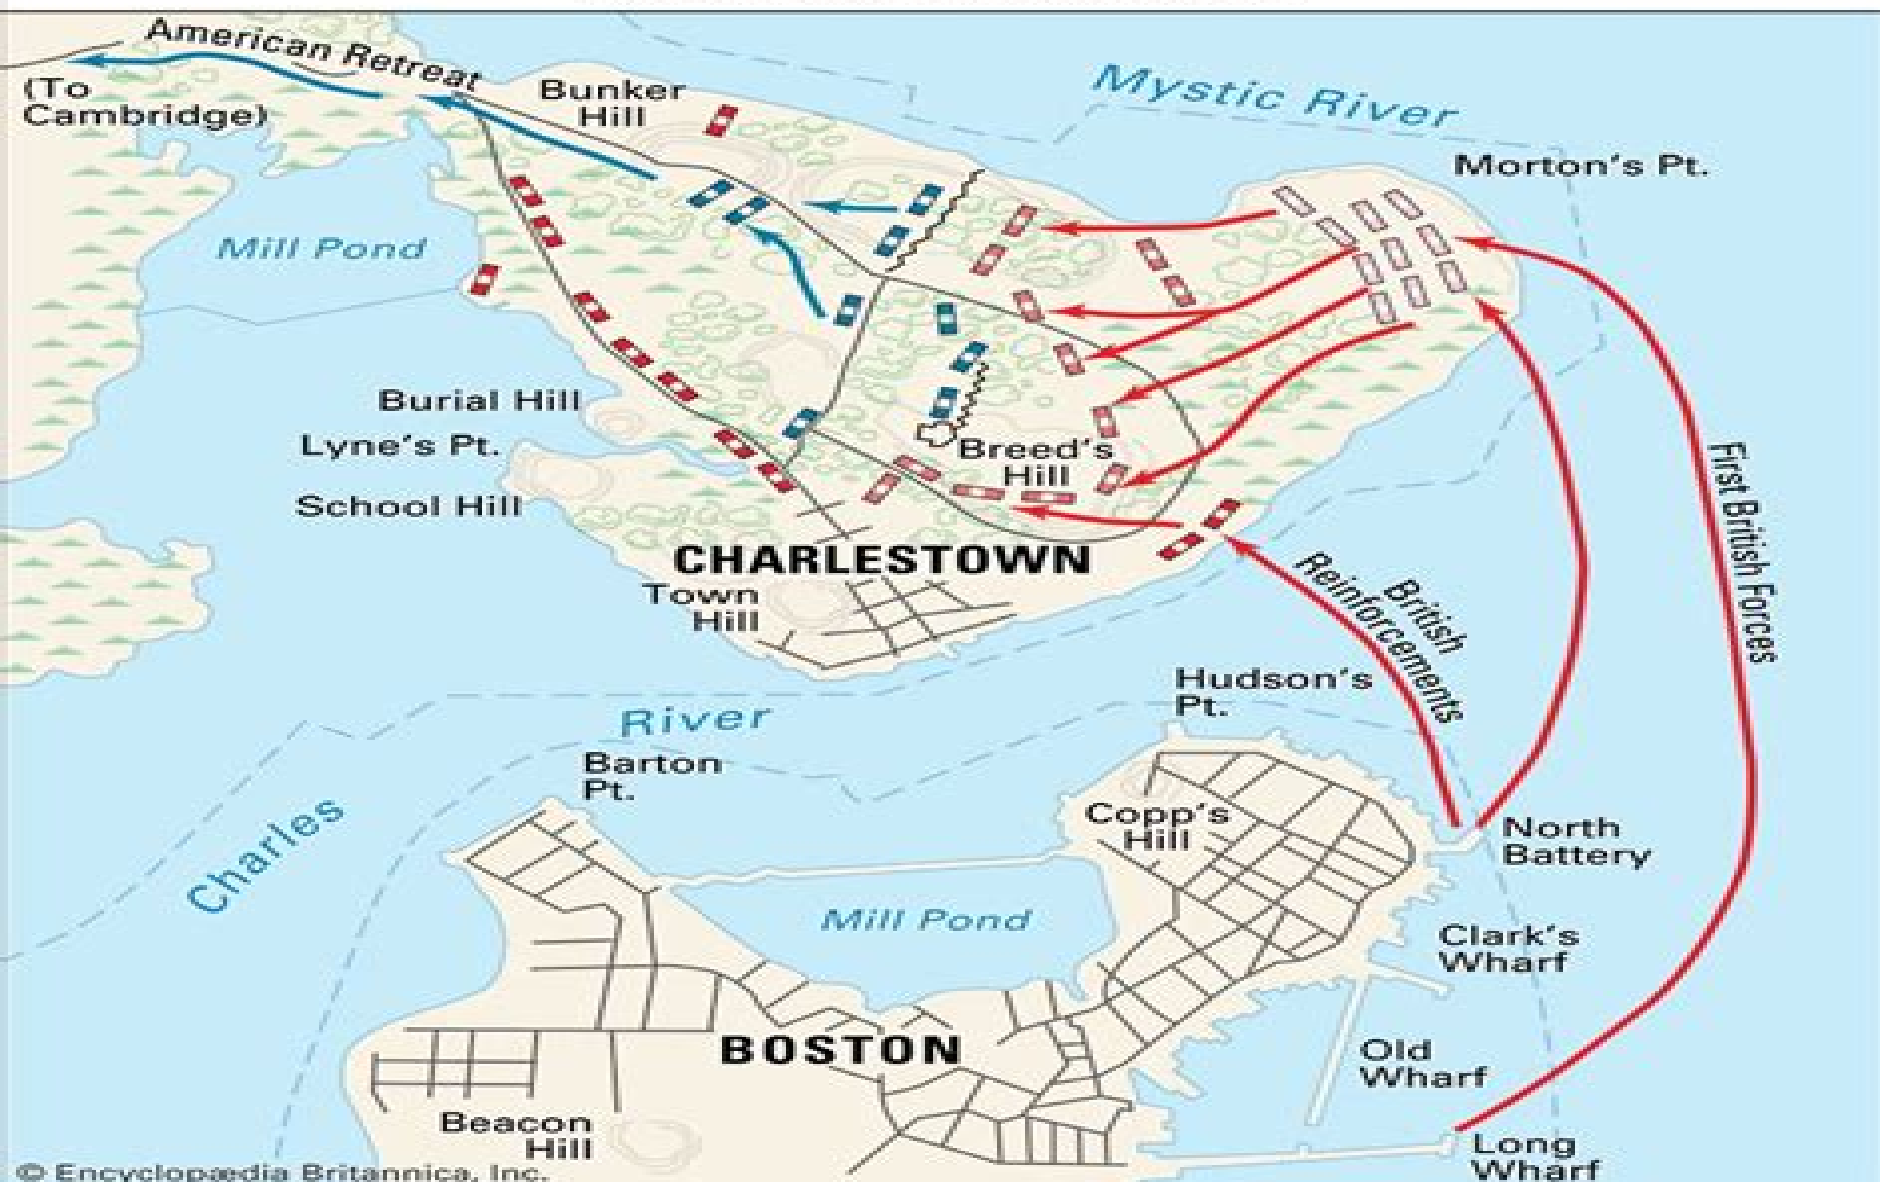 American Retreat
(To
Cambridge)
Bunker
Hill
Mystic River
Morton's Pt.
Mill Pond
Burial Hill
Lyne's Pt.
School Hill
Breed's
Hill
CHARLESTOWN
Town
Hill
First British Forces
British
Reinforcements
Hudson's
Pt.
River
Barton
Pt.
Charles
Copp's
Hill
North
Battery
Mill Pond
Clark's
Wharf
BOSTON
Old
Wharf
Beacon
Hill
Long
Wharf
© Encyclopædia Britannica, Inc.